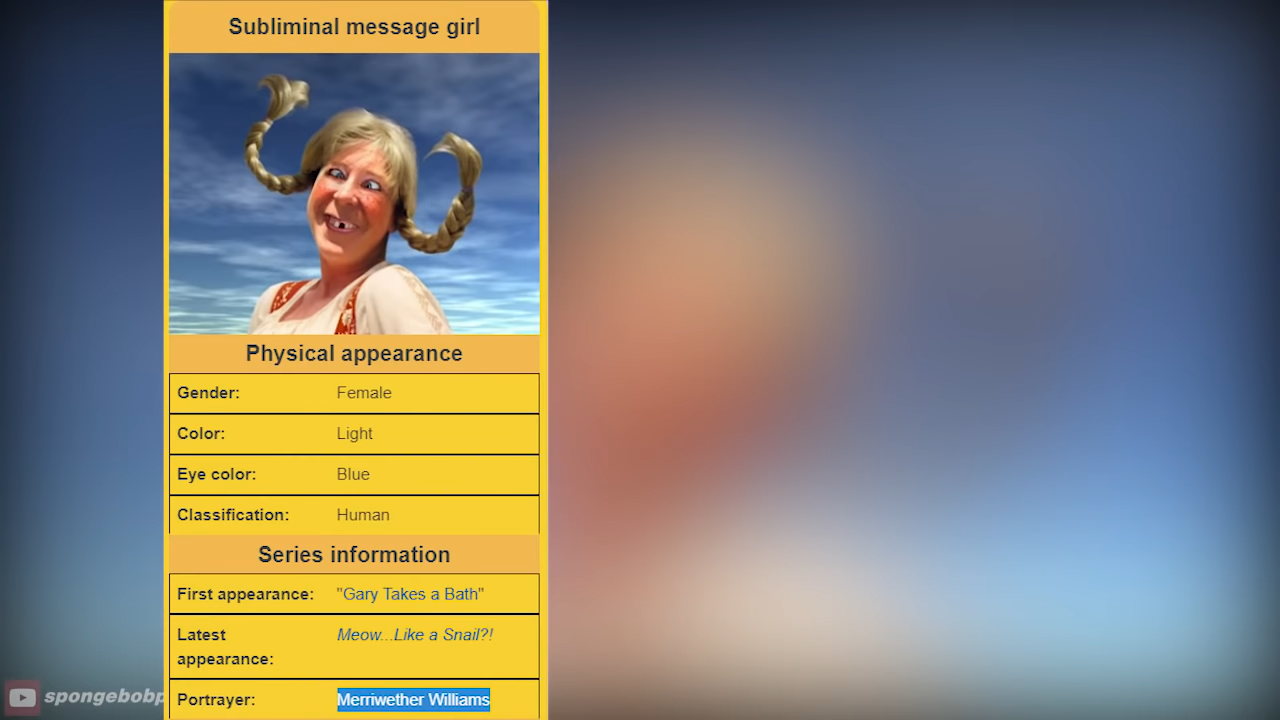 Subliminal message girl
Physical appearance
Gender: Female
Color: Light
Eye color: Blue
Classification: Human
Series information
First appearance: "Gary Takes a Bath"
Latest appearance: Meow...Like a Snail?!
Portrayer: Merriwether Williams
spongebobp